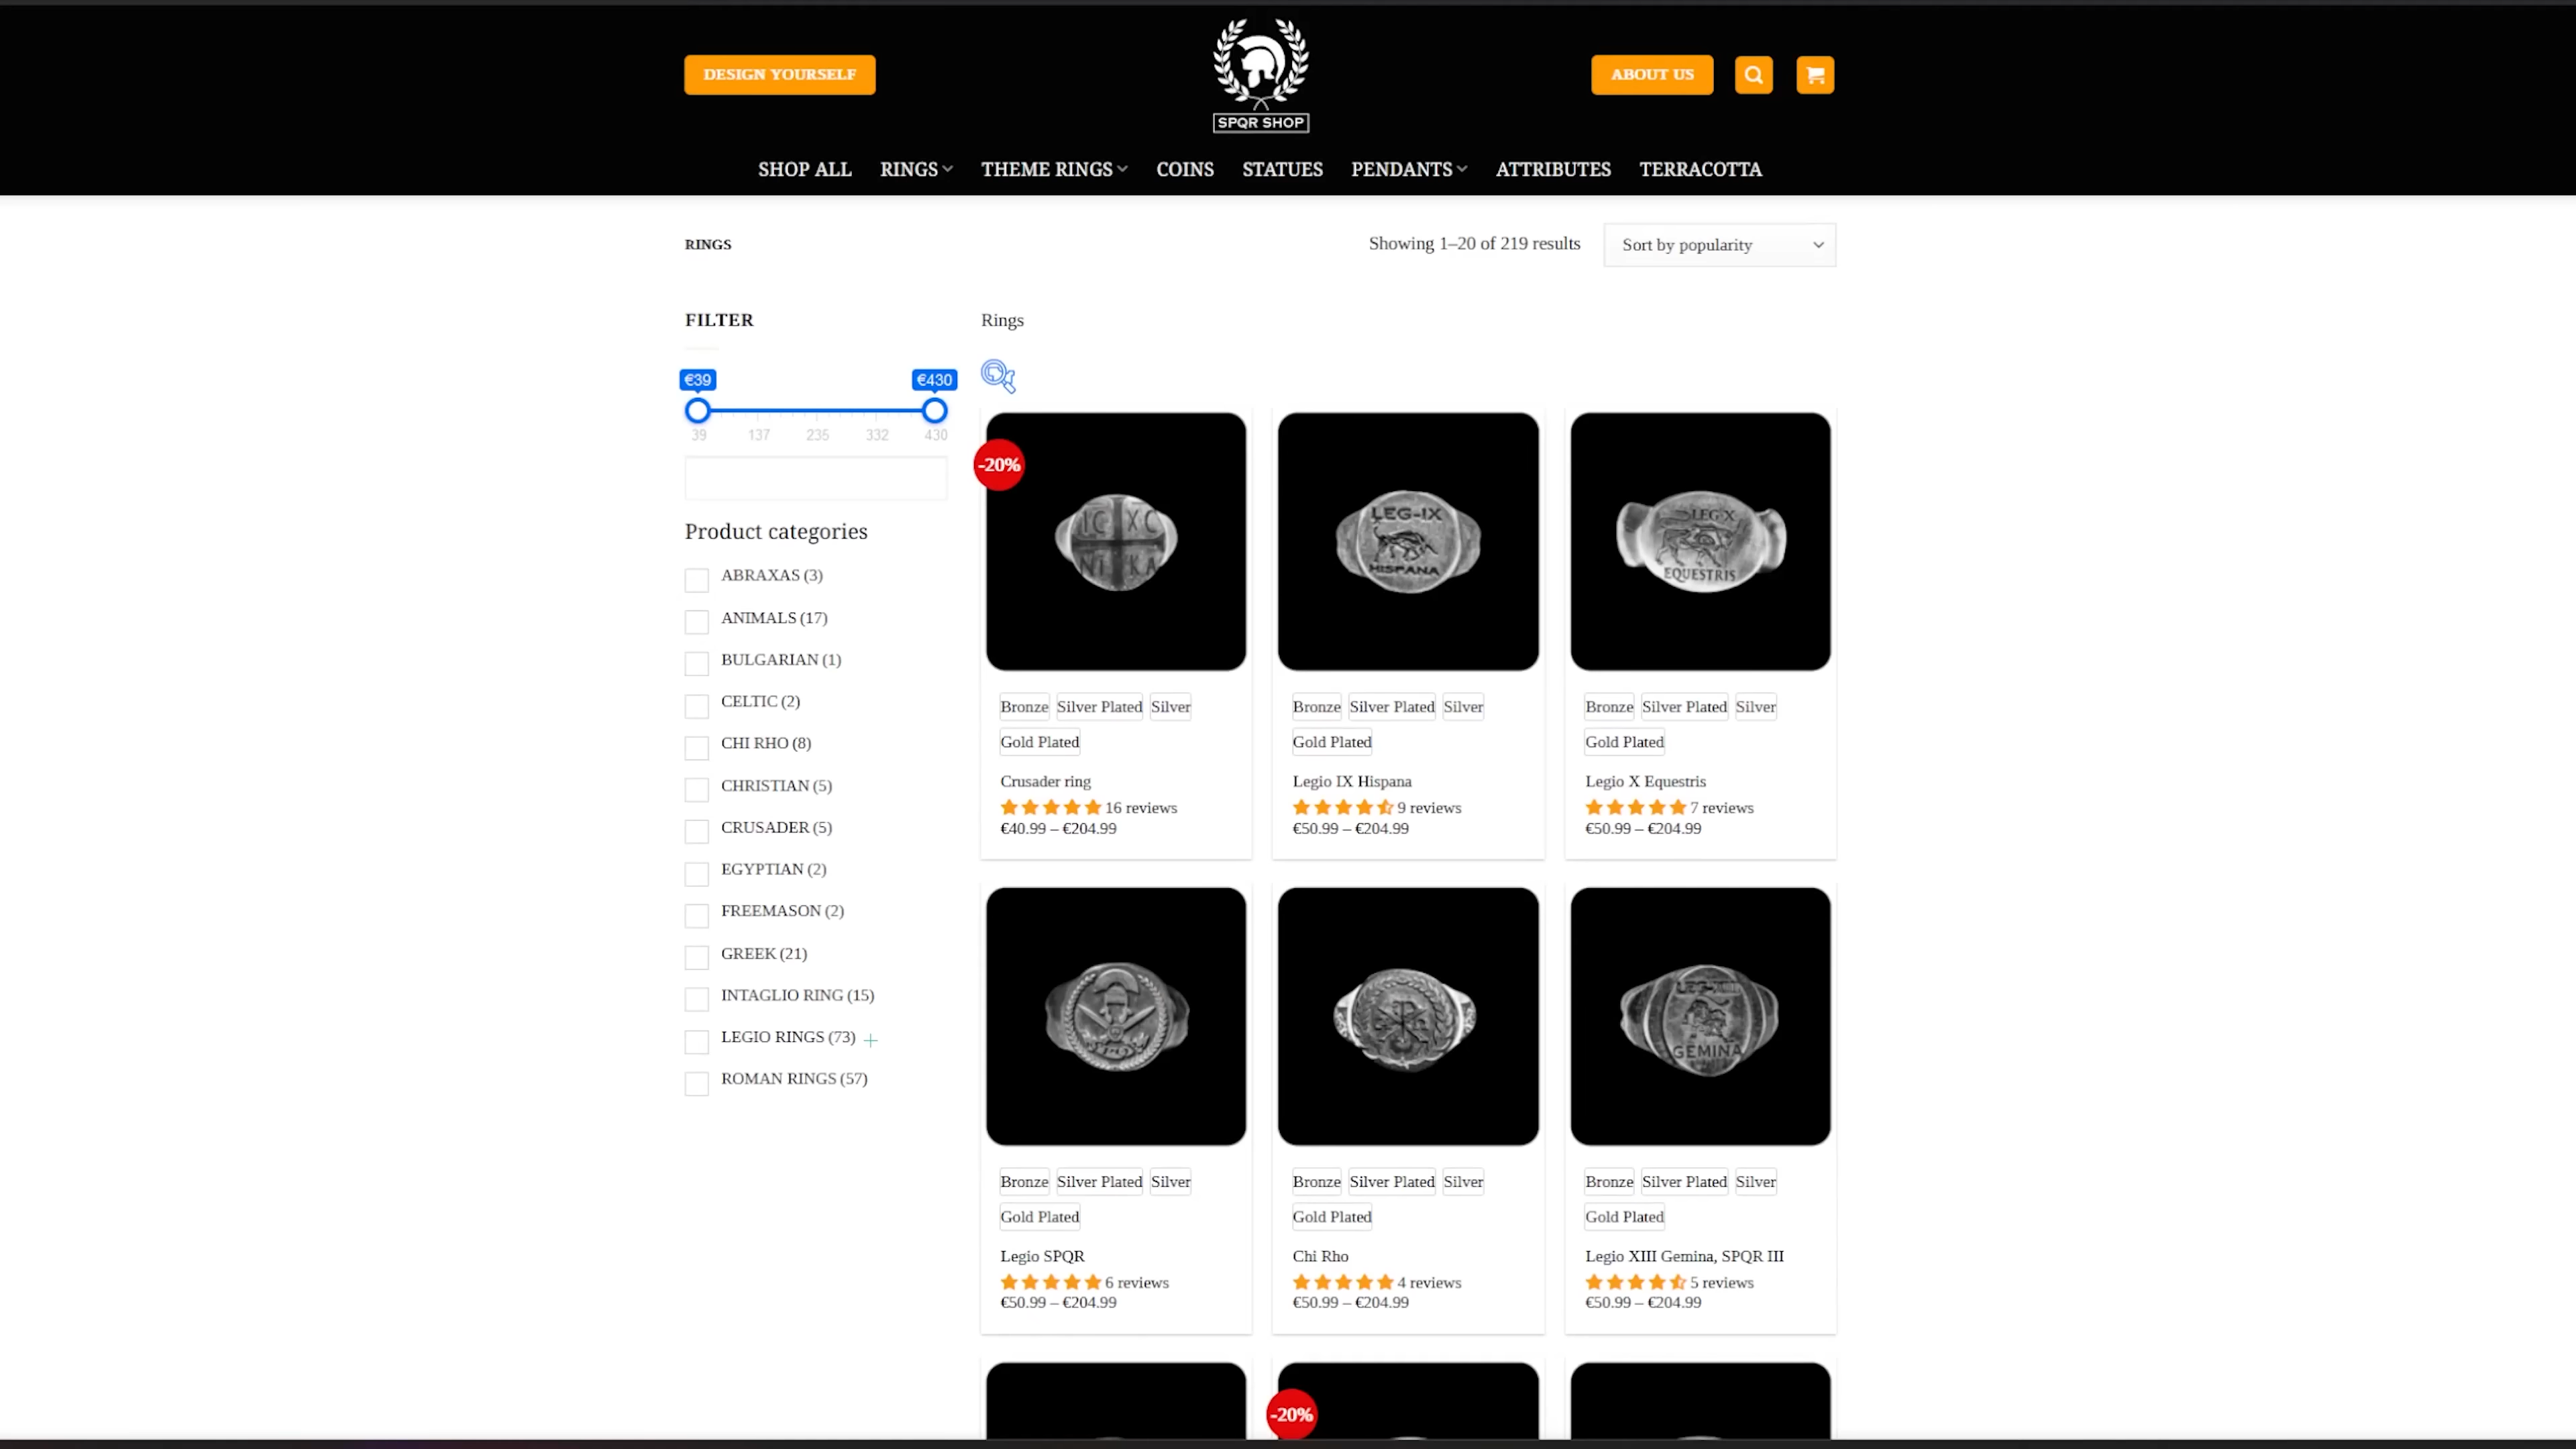 DESIGN YOURSELF
SPQR SHOP
ABOUT US
SHOP ALL RINGS THEME RINGS COINS STATUES PENDANTS ATTRIBUTES TERRACOTTA
RINGS
Showing 1–20 of 219 results
Sort by popularity
FILTER
€39 €430
39 137 235 332 430
Product categories
ABRAXAS (3)
ANIMALS (17)
BULGARIAN (1)
CELTIC (2)
CHI RHO (8)
CHRISTIAN (5)
CRUSADER (5)
EGYPTIAN (2)
FREEMASON (2)
GREEK (21)
INTAGLIO RING (15)
LEGIO RINGS (73) +
ROMAN RINGS (57)
Rings
-20%
IC XC
NI KA
Bronze Silver Plated Silver
Gold Plated
Crusader ring
16 reviews
€40.99 – €204.99
LEG-IX
HISPANA
Bronze Silver Plated Silver
Gold Plated
Legio IX Hispana
9 reviews
€50.99 – €204.99
LEG-X
EQUESTRIS
Bronze Silver Plated Silver
Gold Plated
Legio X Equestris
7 reviews
€50.99 – €204.99
Bronze Silver Plated Silver
Gold Plated
Legio SPQR
6 reviews
€50.99 – €204.99
Bronze Silver Plated Silver
Gold Plated
Chi Rho
4 reviews
€50.99 – €204.99
GEMINA
Bronze Silver Plated Silver
Gold Plated
Legio XIII Gemina, SPQR III
5 reviews
€50.99 – €204.99
-20%